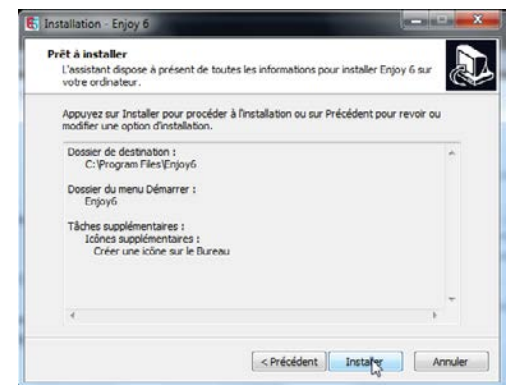 Installation - Enjoy 6
Prêt à installer
L'assistant dispose à présent de toutes les informations pour installer Enjoy 6 sur
votre ordinateur.
Appuyez sur Installer pour procéder à l'installation ou sur Précédent pour revoir ou
modifier une option d'installation.
Dossier de destination :
C:\Program Files\Enjoy6
Dossier du menu Démarrer :
Enjoy6
Tâches supplémentaires :
Icônes supplémentaires :
Créer une icône sur le Bureau
< Précédent Installer Annuler